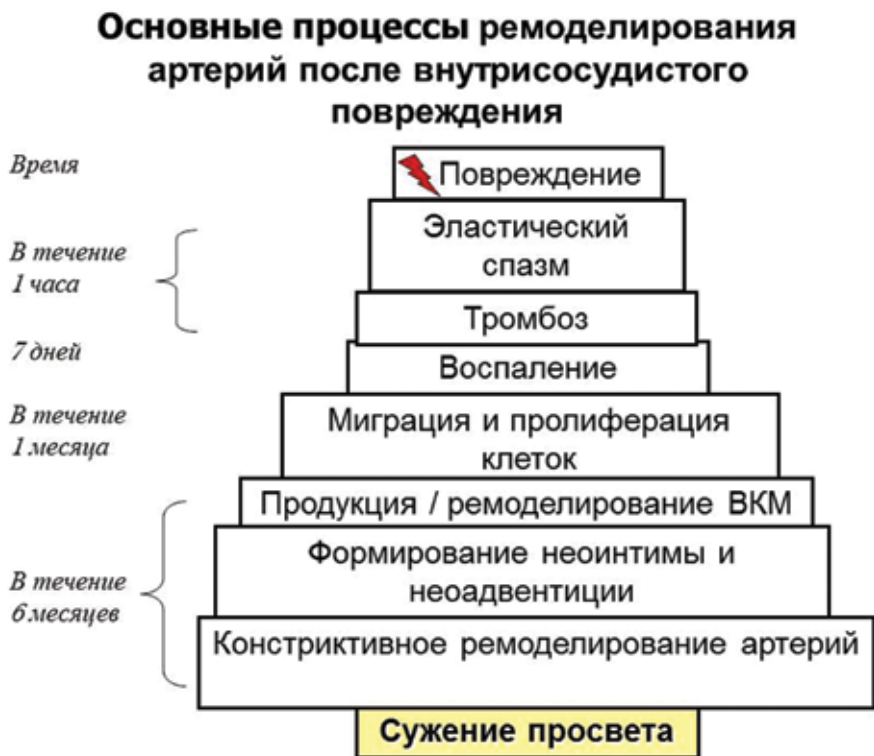 Основные процессы ремоделирования
артерий после внутрисосудистого
повреждения
Время
Повреждение
В течение
1 часа
Эластический
спазм
Тромбоз
7 дней
Воспаление
В течение
1 месяца
Миграция и пролиферация
клеток
В течение
6 месяцев
Продукция / ремоделирование ВКМ
Формирование неоинтимы и
неоадвентиции
Констриктивное ремоделирование артерий
Сужение просвета